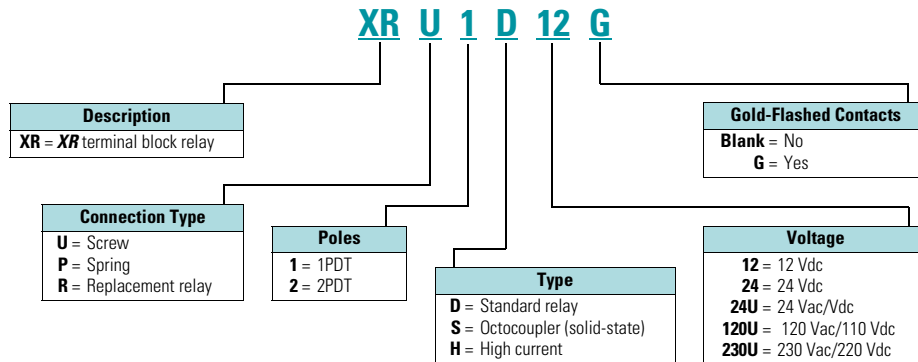 XR U 1 D 12 G
Description
XR = XR terminal block relay
Gold-Flashed Contacts
Blank = No
G = Yes
Connection Type
U = Screw
P = Spring
R = Replacement relay
Poles
1 = 1PDT
2 = 2PDT
Type
D = Standard relay
S = Octocoupler (solid-state)
H = High current
Voltage
12 = 12 Vdc
24 = 24 Vdc
24U = 24 Vac/Vdc
120U = 120 Vac/110 Vdc
230U = 230 Vac/220 Vdc